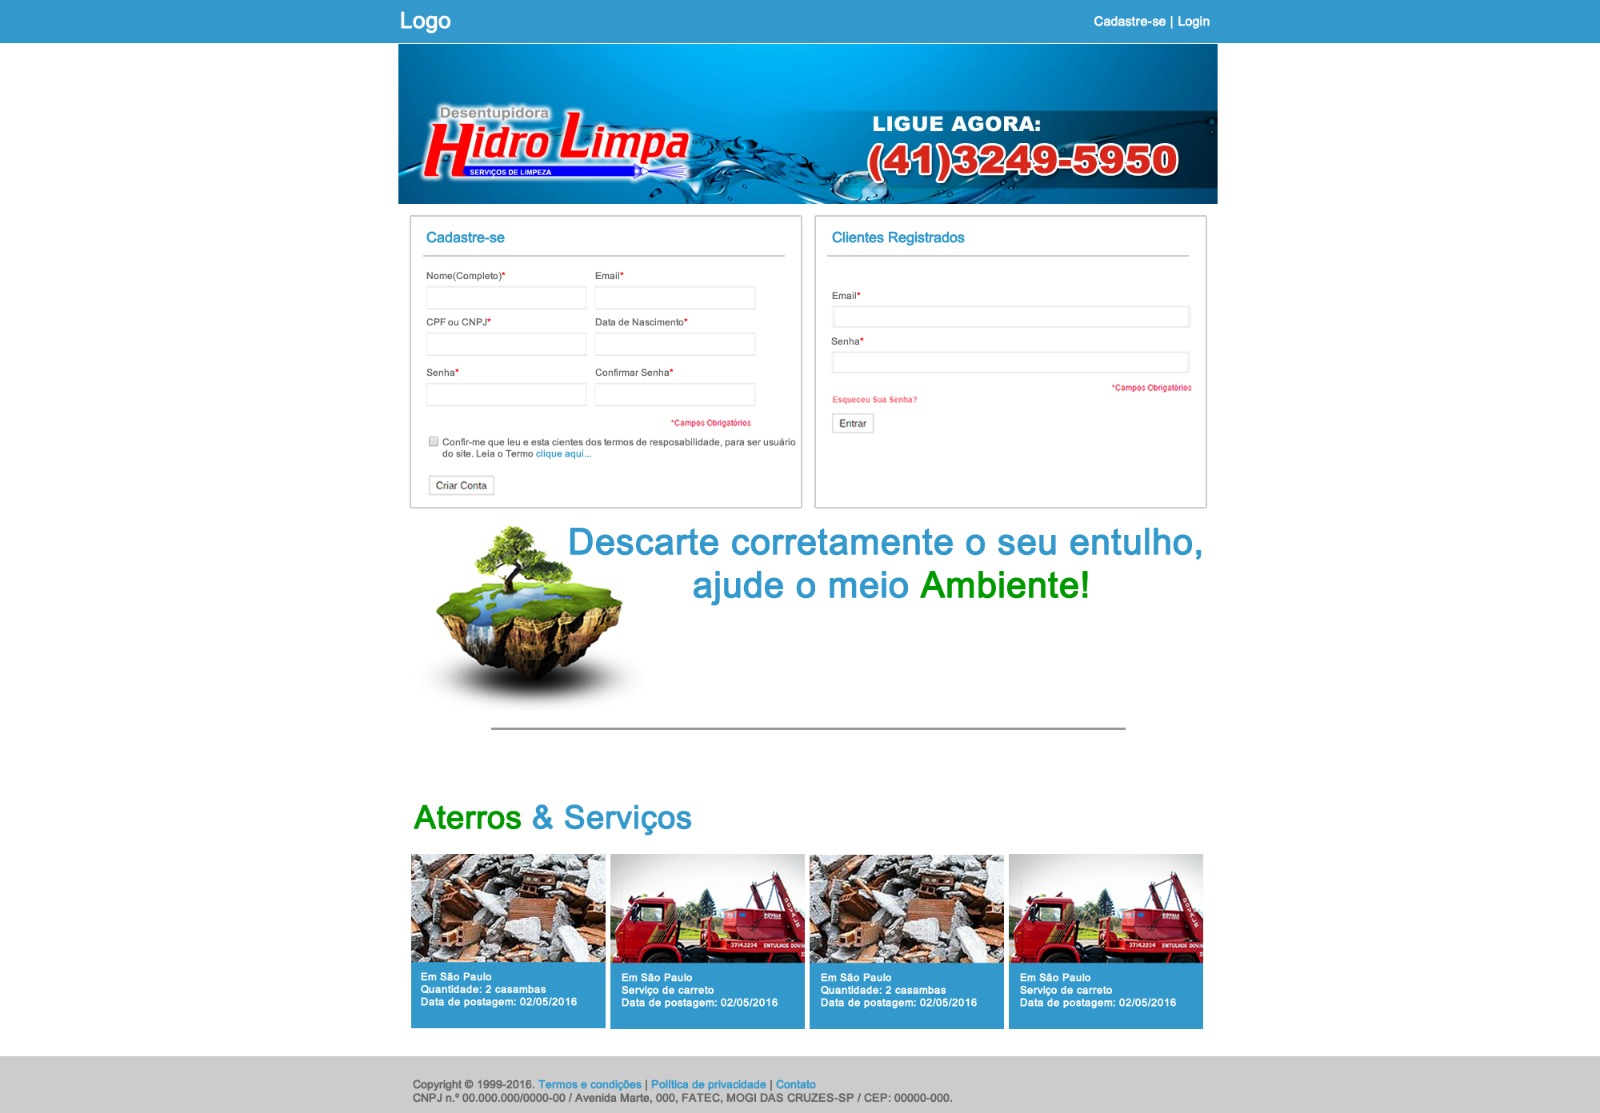 Logo
Cadastre-se | Login
Desentupidora
Hidro Limpa
SERVIÇOS DE LIMPEZA
LIGUE AGORA:
(41)3249-5950
Cadastre-se
Nome(Completo)*
Email*
CPF ou CNPJ*
Data de Nascimento*
Senha*
Confirmar Senha*
*Campos Obrigatórios
Confir-me que leu e esta cientes dos termos de resposabilidade, para ser usuário
do site. Leia o Termo clique aqui...
Criar Conta
Clientes Registrados
Email*
Senha*
*Campos Obrigatórios
Esqueceu Sua Senha?
Entrar
Descarte corretamente o seu entulho,
ajude o meio Ambiente!
Aterros & Serviços
Em São Paulo
Quantidade: 2 casambas
Data de postagem: 02/05/2016
3714.2234
ENTULHOS
Em São Paulo
Serviço de carreto
Data de postagem: 02/05/2016
Em São Paulo
Quantidade: 2 casambas
Data de postagem: 02/05/2016
3714.2234
ENTULHOS
Em São Paulo
Serviço de carreto
Data de postagem: 02/05/2016
Copyright © 1999-2016. Termos e condições | Política de privacidade | Contato
CNPJ n.º 00.000.000/0000-00 / Avenida Marte, 000, FATEC, MOGI DAS CRUZES-SP / CEP: 00000-000.